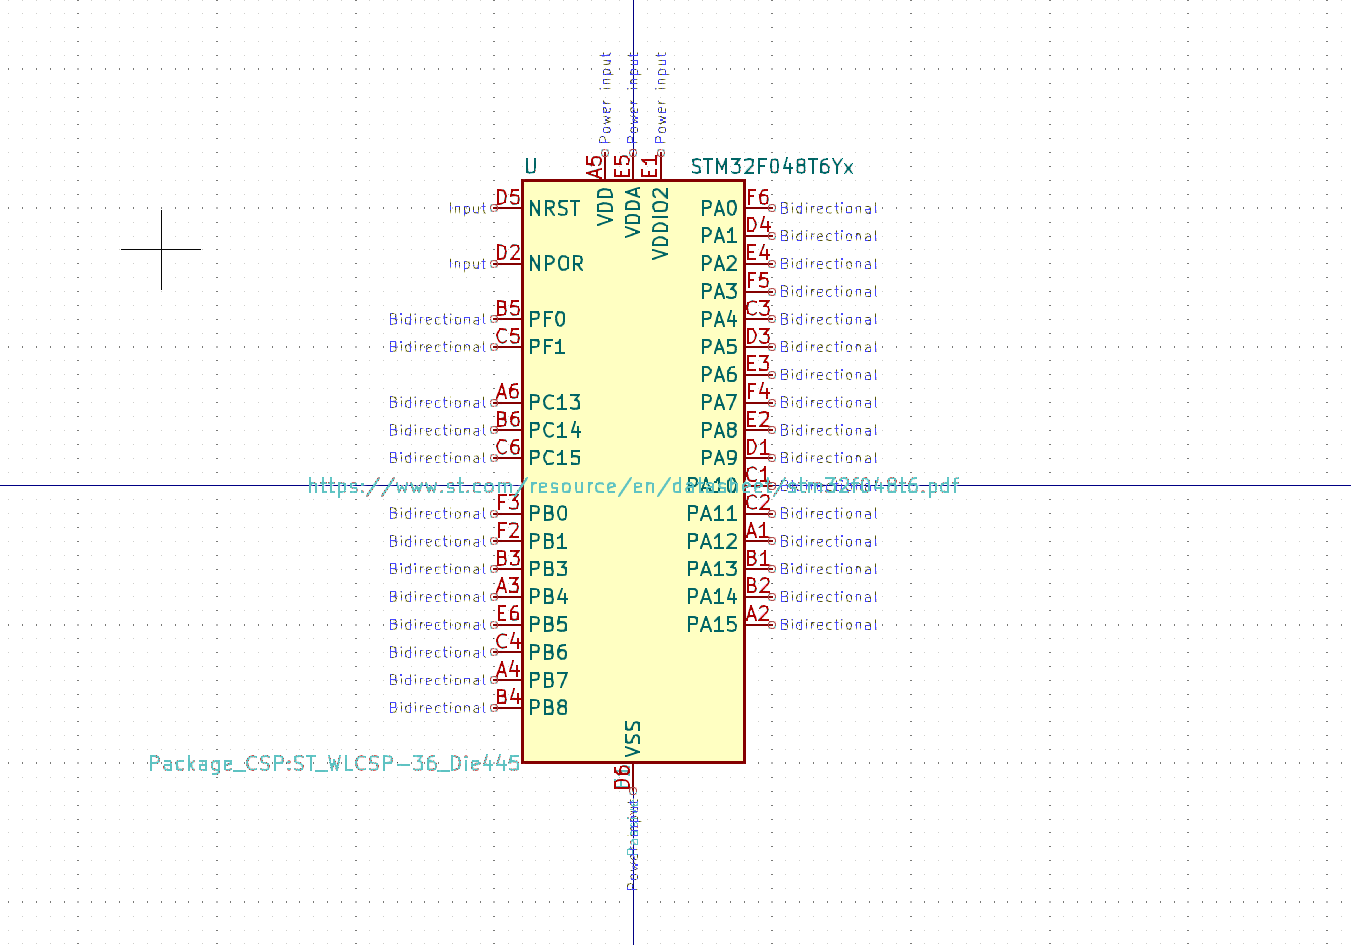 Power input Power input Power input
U A5 E5 E1 STM32F048T6Yx
VDD VDDA VDDIO2
Input D5 NRST PA0 F6 Bidirectional
PA1 D4 Bidirectional
Input D2 NPOR PA2 E4 Bidirectional
PA3 F5 Bidirectional
Bidirectional B5 PF0 PA4 C3 Bidirectional
Bidirectional C5 PF1 PA5 D3 Bidirectional
PA6 E3 Bidirectional
Bidirectional A6 PC13 PA7 F4 Bidirectional
Bidirectional B6 PC14 PA8 E2 Bidirectional
Bidirectional C6 PC15 PA9 D1 Bidirectional
PA10 C1 Bidirectional
https://www.st.com/resource/en/datasheet/stm32f048t6.pdf
Bidirectional F3 PB0 PA11 C2 Bidirectional
Bidirectional F2 PB1 PA12 A1 Bidirectional
Bidirectional B3 PB3 PA13 B1 Bidirectional
Bidirectional A3 PB4 PA14 B2 Bidirectional
Bidirectional E6 PB5 PA15 A2 Bidirectional
Bidirectional C4 PB6
Bidirectional A4 PB7
Bidirectional B4 PB8
VSS
Package_CSP:ST_WLCSP-36_Die445
D6
Power input